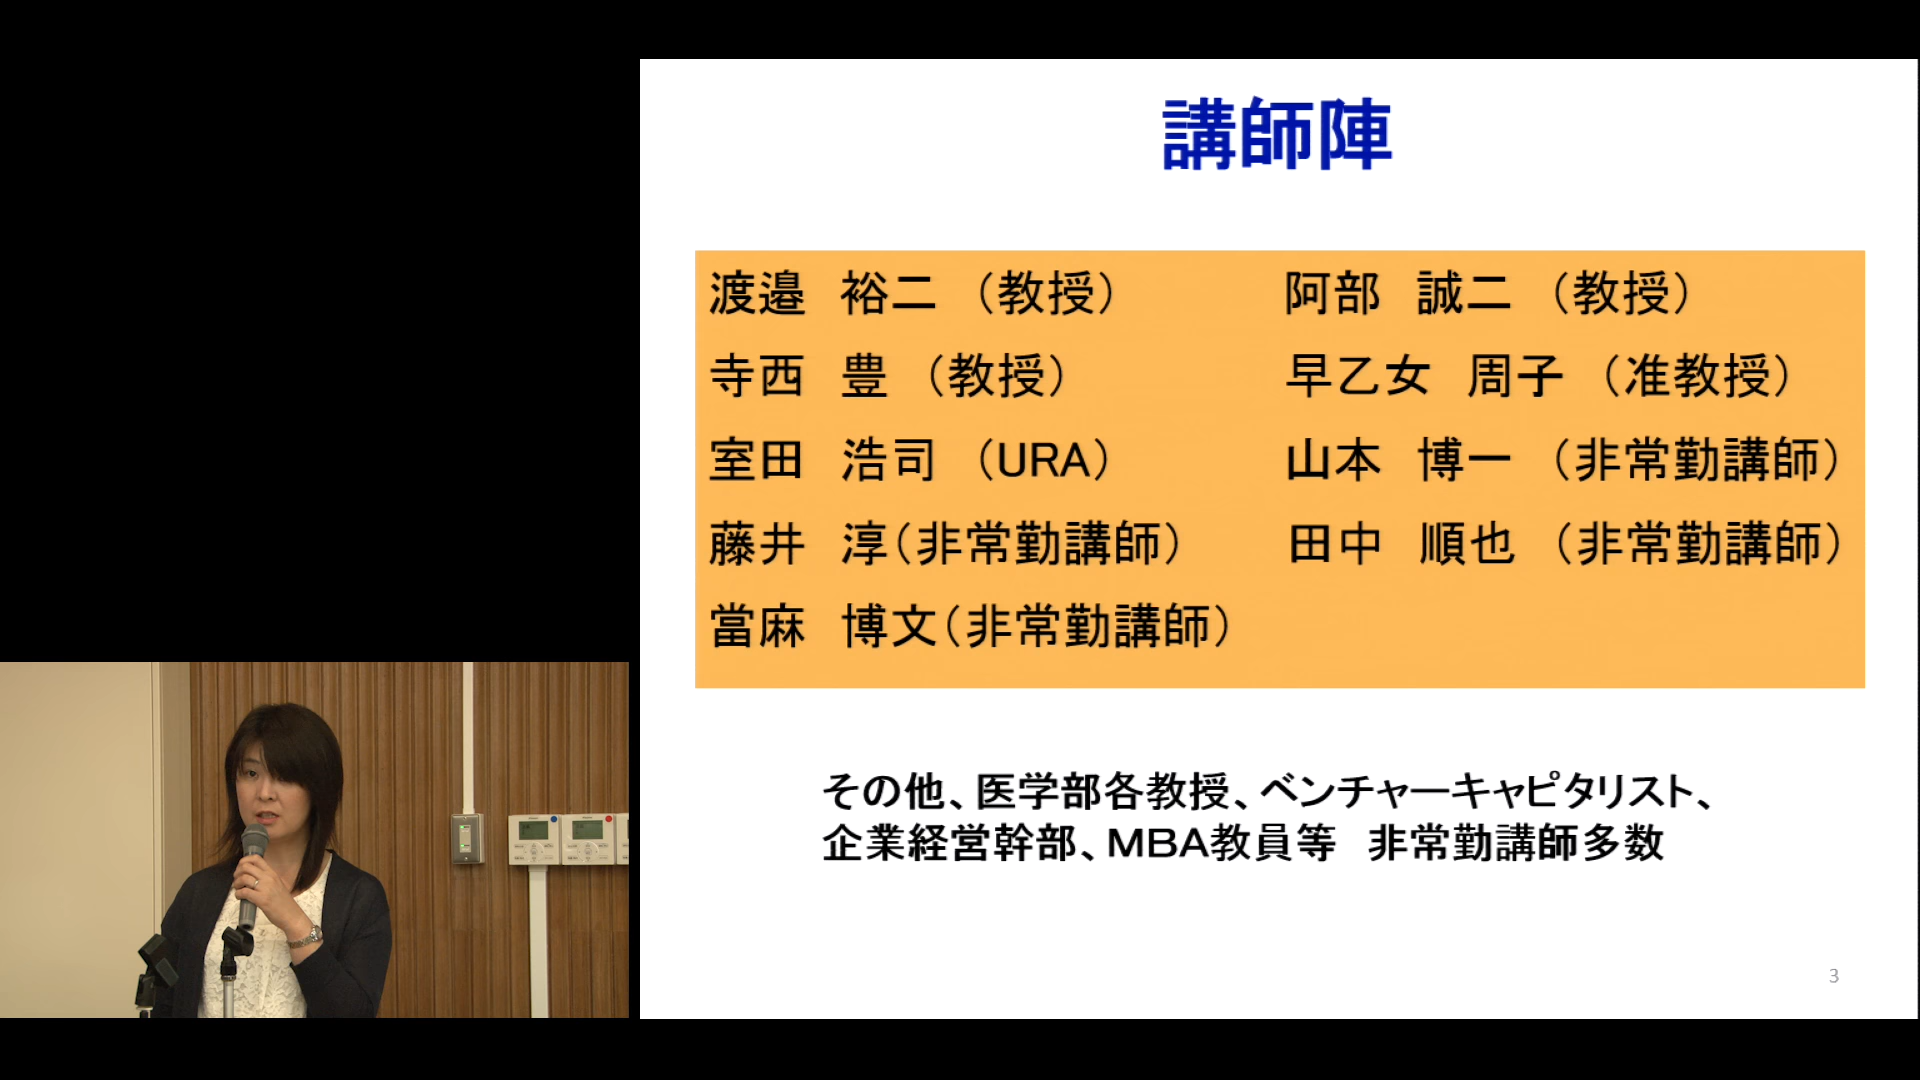 講師陣
渡邉　裕二　（教授）　阿部　誠二　（教授）
寺西　豊　（教授）　早乙女　周子　（准教授）
室田　浩司　（URA）　山本　博一　（非常勤講師）
藤井　淳（非常勤講師）　田中　順也　（非常勤講師）
當麻　博文（非常勤講師）
その他、医学部各教授、ベンチャーキャピタリスト、
企業経営幹部、MBA教員等　非常勤講師多数
3